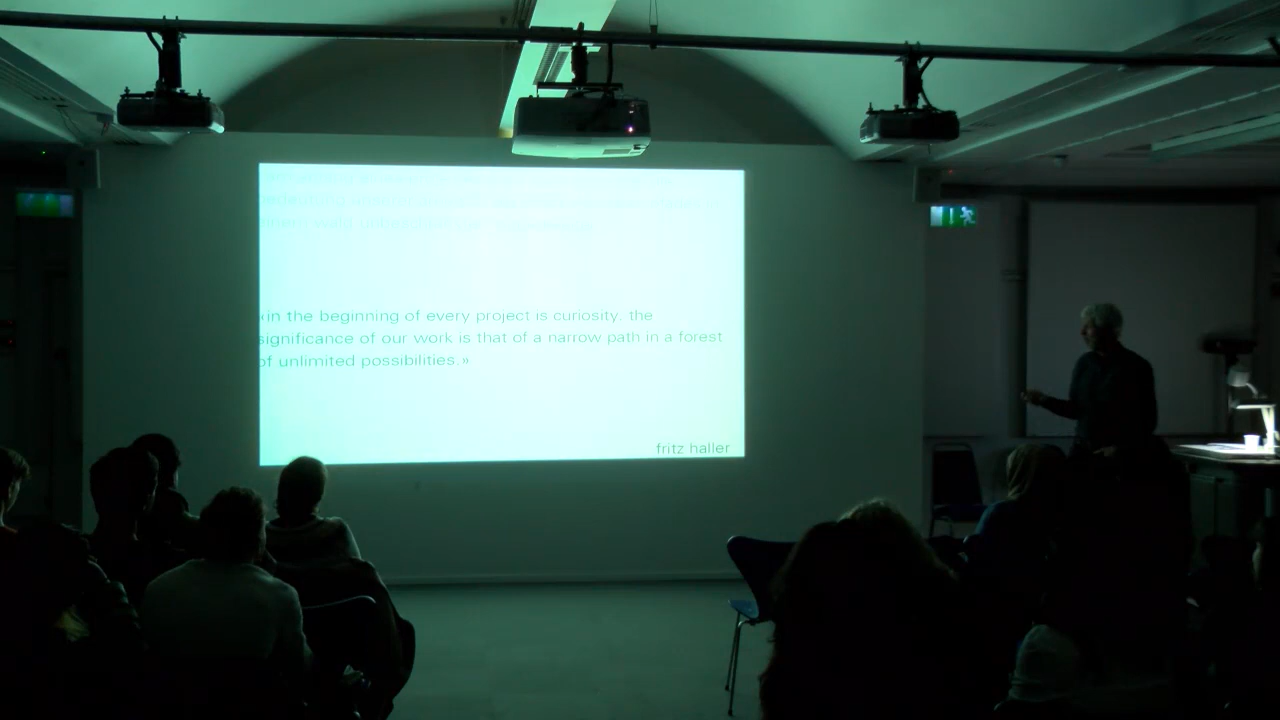 ‹in the beginning of every project is curiosity. the
significance of our work is that of a narrow path in a forest
of unlimited possibilities.»
fritz haller